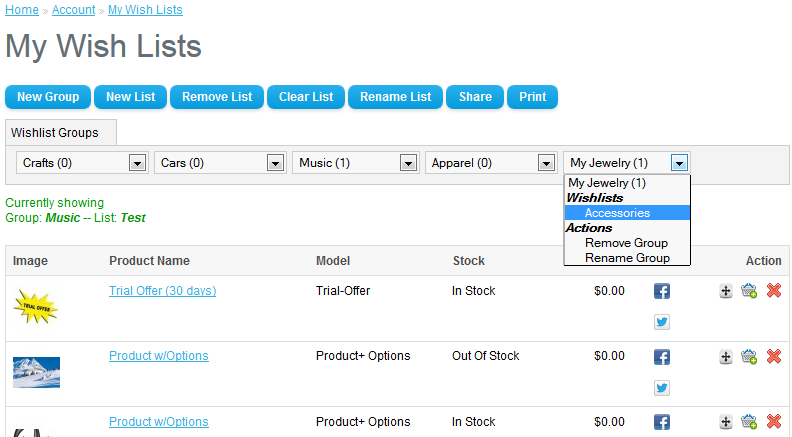 Home » Account » My Wish Lists
My Wish Lists
New Group New List Remove List Clear List Rename List Share Print
Wishlist Groups
Crafts (0) Cars (0) Music (1) Apparel (0) My Jewelry (1)
My Jewelry (1)
Wishlists
Accessories
Actions
Remove Group
Rename Group
Currently showing
Group: Music -- List: Test
Image Product Name Model Stock Action
TRIAL OFFER Trial Offer (30 days) Trial-Offer In Stock $0.00
Product w/Options Product+ Options Out Of Stock $0.00
Product w/Options Product+ Options In Stock $0.00